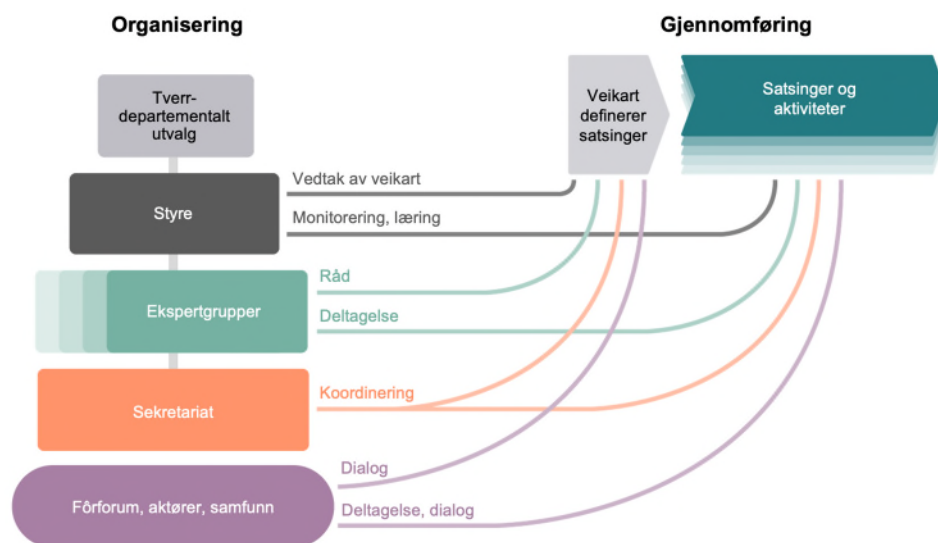 Organisering
Gjennomføring
Tverr-
departementalt
utvalg
Veikart
definerer
satsinger
Satsinger og
aktiviteter
Vedtak av veikart
Styre
Monitorering, læring
Råd
Ekspertgrupper
Deltagelse
Koordinering
Sekretariat
Dialog
Fôrforum, aktører, samfunn
Deltagelse, dialog